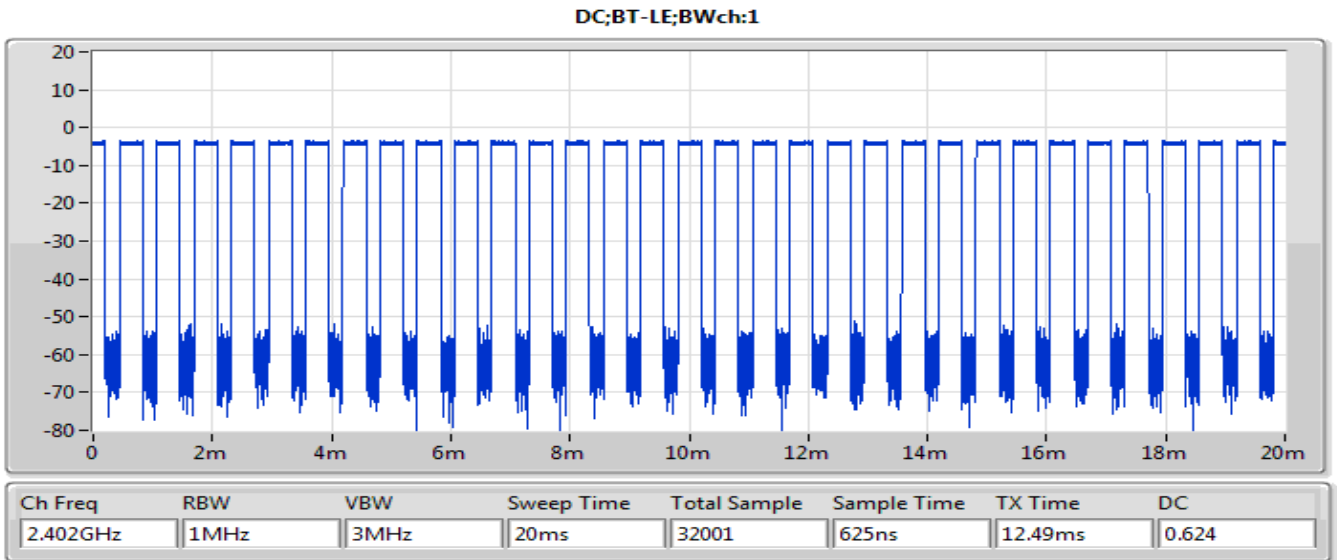 DC;BT-LE;BWch:1
20
10
0
-10
-20
-30
-40
-50
-60
-70
-80
0 2m 4m 6m 8m 10m 12m 14m 16m 18m 20m
Ch Freq RBW VBW Sweep Time Total Sample Sample Time TX Time DC
2.402GHz 1MHz 3MHz 20ms 32001 625ns 12.49ms 0.624